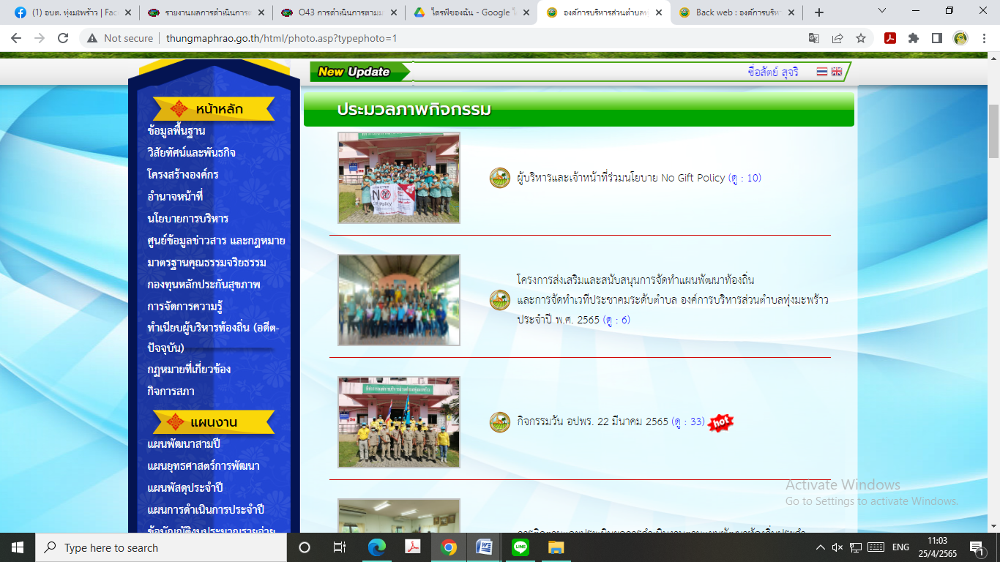 (1) อบต. ทุ่งมะพร้าว | Fac
รายงานผลการดำเนินการต
O43 การดำเนินการตามม
ไดรฟ์ของฉัน - Google ไ
องค์การบริหารส่วนตำบลทุ
Back web : องค์การบริหา
Not secure
thungmaphrao.go.th/html/photo.asp?typephoto=1
New Update
ซื่อสัตย์ สุจริ
หน้าหลัก
ข้อมูลพื้นฐาน
วิสัยทัศน์และพันธกิจ
โครงสร้างองค์กร
อำนาจหน้าที่
นโยบายการบริหาร
ศูนย์ข้อมูลข่าวสาร และกฎหมาย
มาตรฐานคุณธรรมจริยธรรม
กองทุนหลักประกันสุขภาพ
การจัดการความรู้
ทำเนียบผู้บริหารท้องถิ่น (อดีต-
ปัจจุบัน)
กฎหมายที่เกี่ยวข้อง
กิจการสภา
แผนงาน
แผนพัฒนาสามปี
แผนยุทธศาสตร์การพัฒนา
แผนพัสดุประจำปี
แผนการดำเนินการประจำปี
ข้อบัญญัติงบประมาณรายจ่าย
ประมวลภาพกิจกรรม
NO
Policy
ผู้บริหารและเจ้าหน้าที่ร่วมนโยบาย No Gift Policy (ดู : 10)
โครงการส่งเสริมและสนับสนุนการจัดทำแผนพัฒนาท้องถิ่น
และการจัดทำเวทีประชาคมระดับตำบล องค์การบริหารส่วนตำบลทุ่งมะพร้าว
ประจำปี พ.ศ. 2565 (ดู : 6)
กิจกรรมวัน อปพร. 22 มีนาคม 2565 (ดู : 33) hot
Activate Windows
Go to Settings to activate Windows.
Type here to search
ENG
11:03
25/4/2565
1